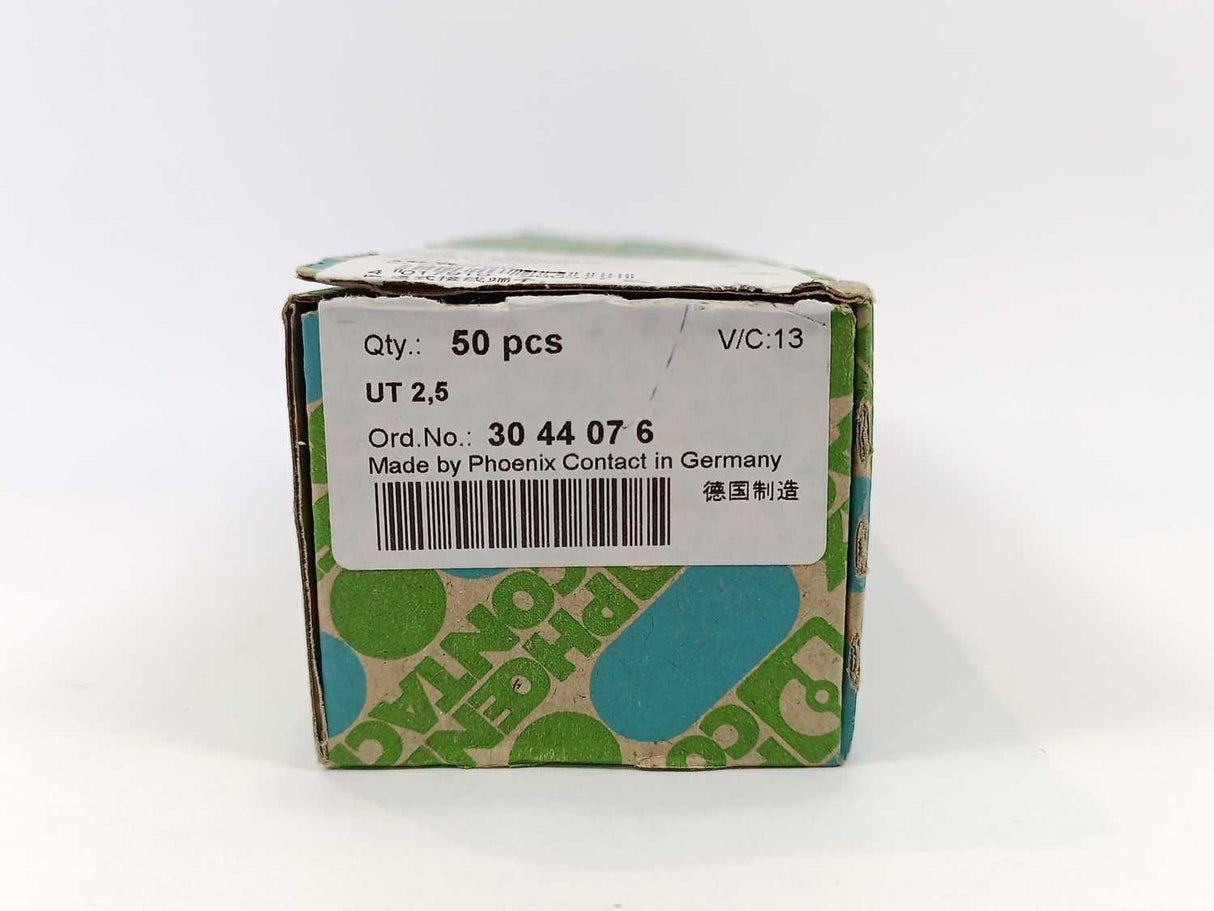 Qty.: 50 pcs V/C:13
UT 2,5
Ord.No.: 30 44 07 6
Made by Phoenix Contact in Germany
德国制造
PHOENIX
CONTACT